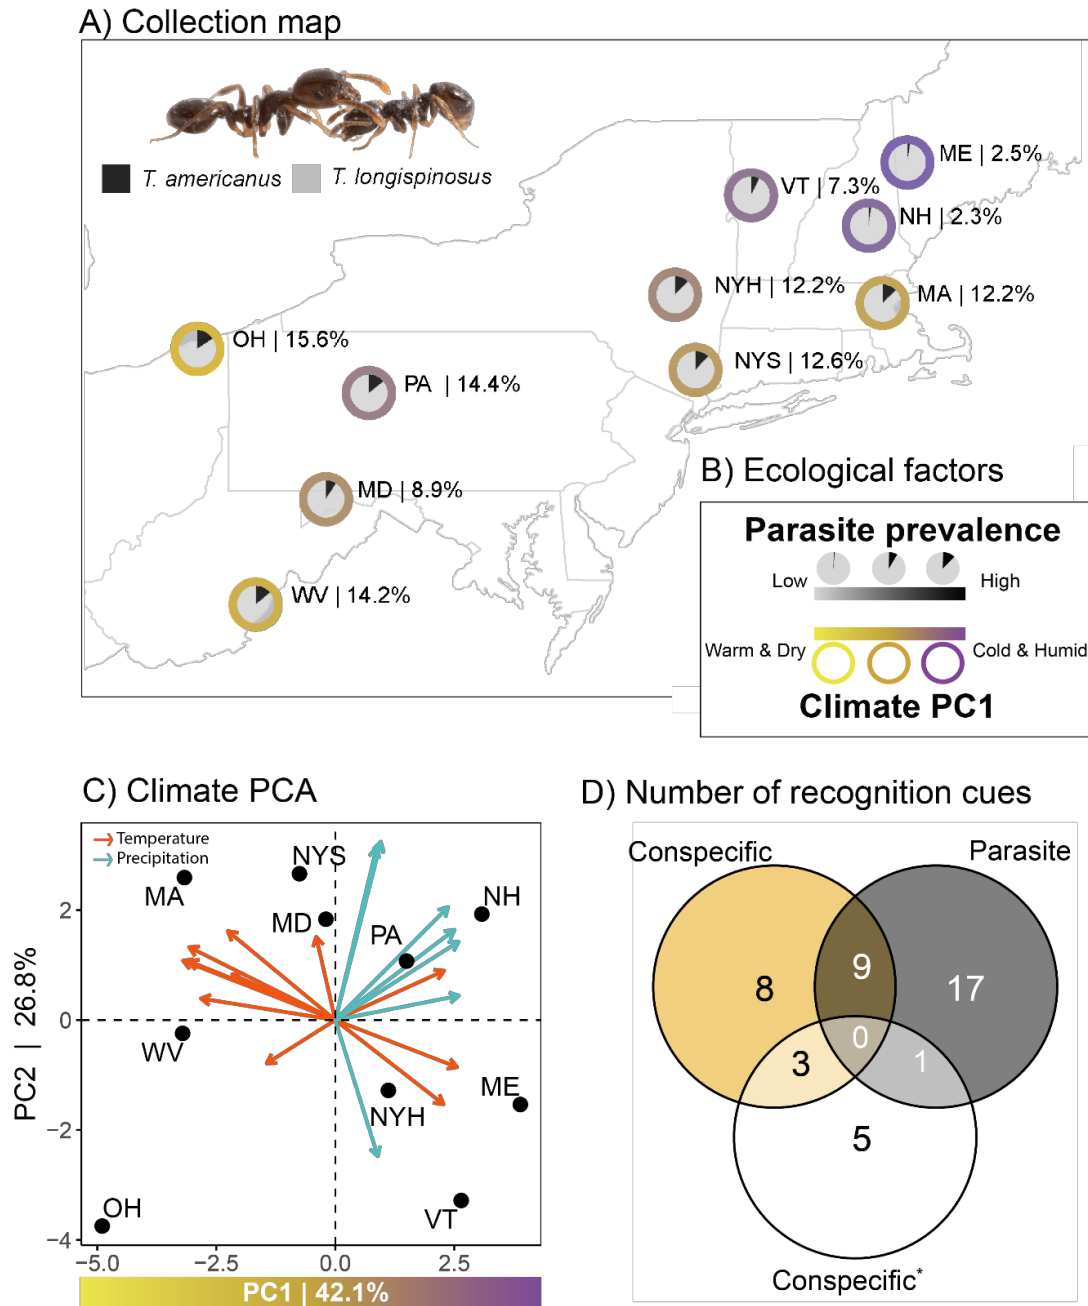 A) Collection map
T. americanus
T. longispinosus
ME | 2.5%
VT | 7.3%
NH | 2.3%
NYH | 12.2%
MA | 12.2%
OH | 15.6%
NYS | 12.6%
PA | 14.4%
MD | 8.9%
WV | 14.2%
B) Ecological factors
Parasite prevalence
Low
High
Warm & Dry
Cold & Humid
Climate PC1
C) Climate PCA
Temperature
Precipitation
NYS
MA
MD
NH
PA
WV
NYH
ME
OH
VT
PC2 | 26.8%
2
0
−2
−4
−5.0
−2.5
0.0
2.5
PC1 | 42.1%
D) Number of recognition cues
Conspecific
Parasite
8
9
17
0
3
1
5
Conspecific*